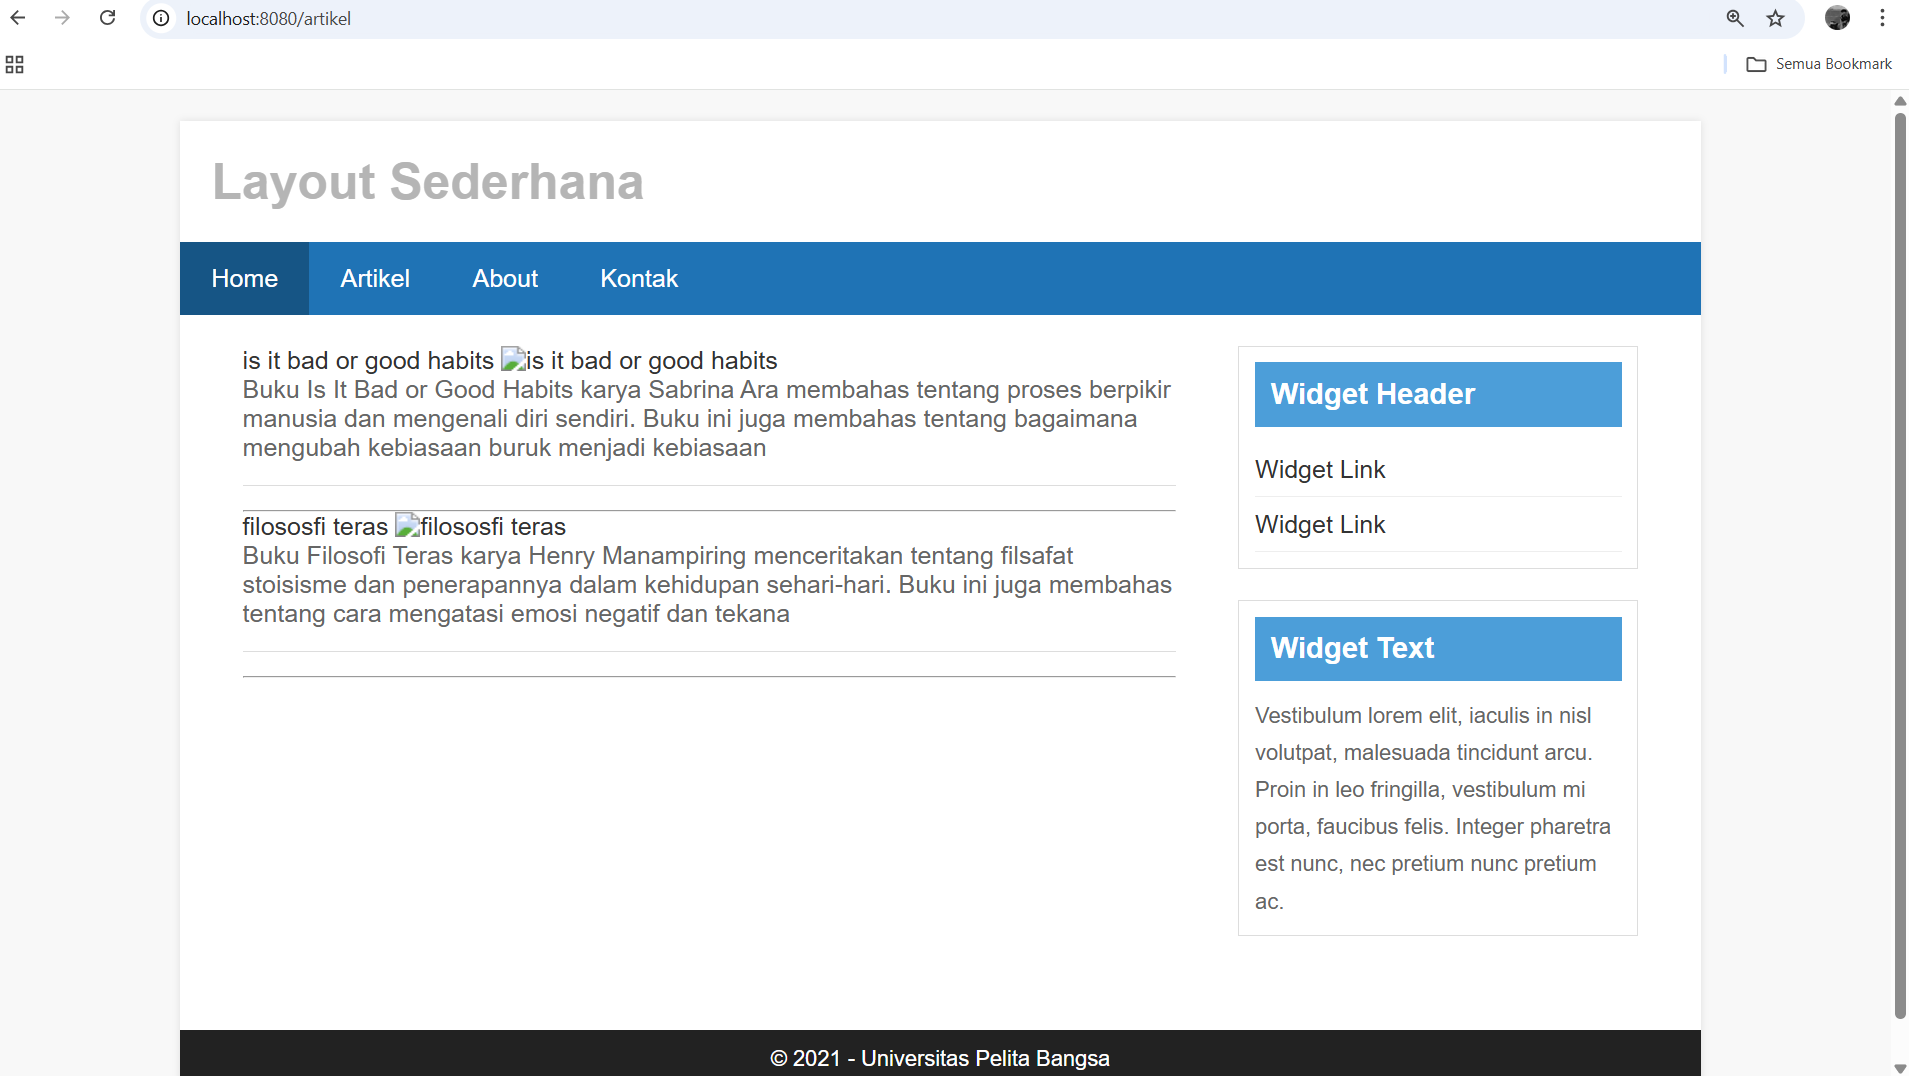 localhost:8080/artikel
Semua Bookmark
Layout Sederhana
Home Artikel About Kontak
is it bad or good habits is it bad or good habits
Buku Is It Bad or Good Habits karya Sabrina Ara membahas tentang proses berpikir
manusia dan mengenali diri sendiri. Buku ini juga membahas tentang bagaimana
mengubah kebiasaan buruk menjadi kebiasaan
filososfi teras filososfi teras
Buku Filosofi Teras karya Henry Manampiring menceritakan tentang filsafat
stoisisme dan penerapannya dalam kehidupan sehari-hari. Buku ini juga membahas
tentang cara mengatasi emosi negatif dan tekana
Widget Header
Widget Link
Widget Link
Widget Text
Vestibulum lorem elit, iaculis in nisl
volutpat, malesuada tincidunt arcu.
Proin in leo fringilla, vestibulum mi
porta, faucibus felis. Integer pharetra
est nunc, nec pretium nunc pretium
ac.
© 2021 - Universitas Pelita Bangsa